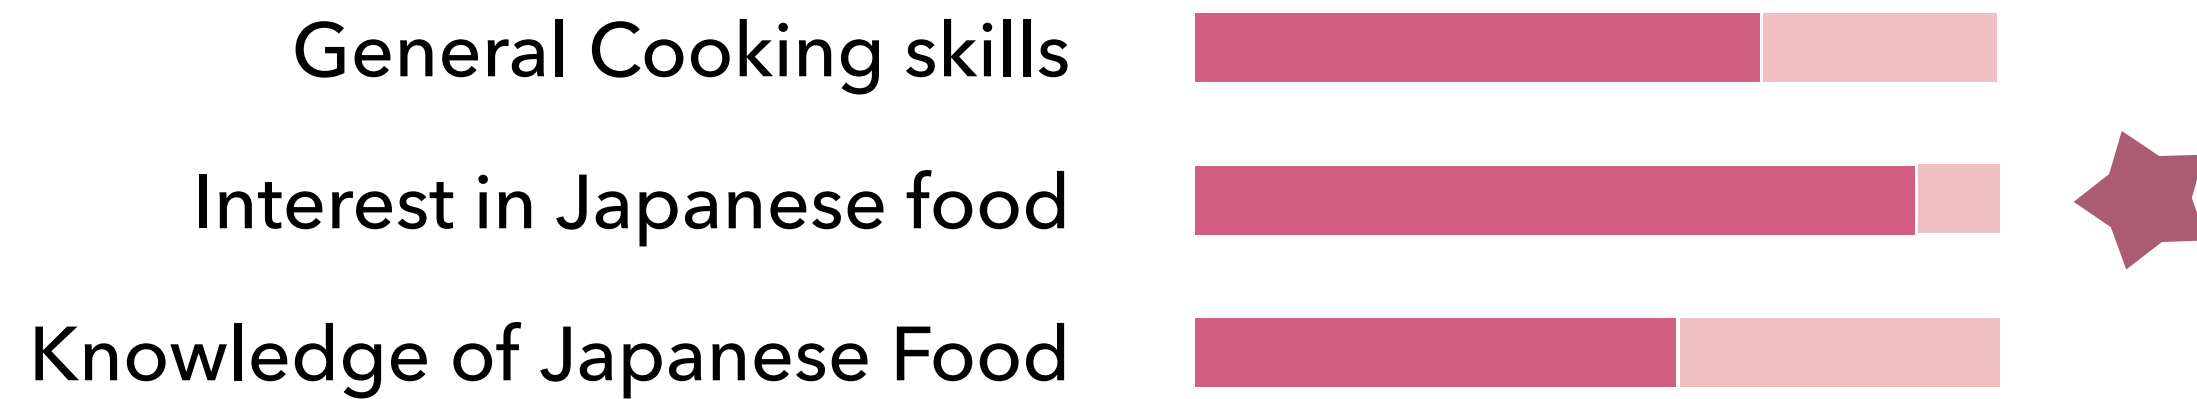 General Cooking skills
Interest in Japanese food
Knowledge of Japanese Food